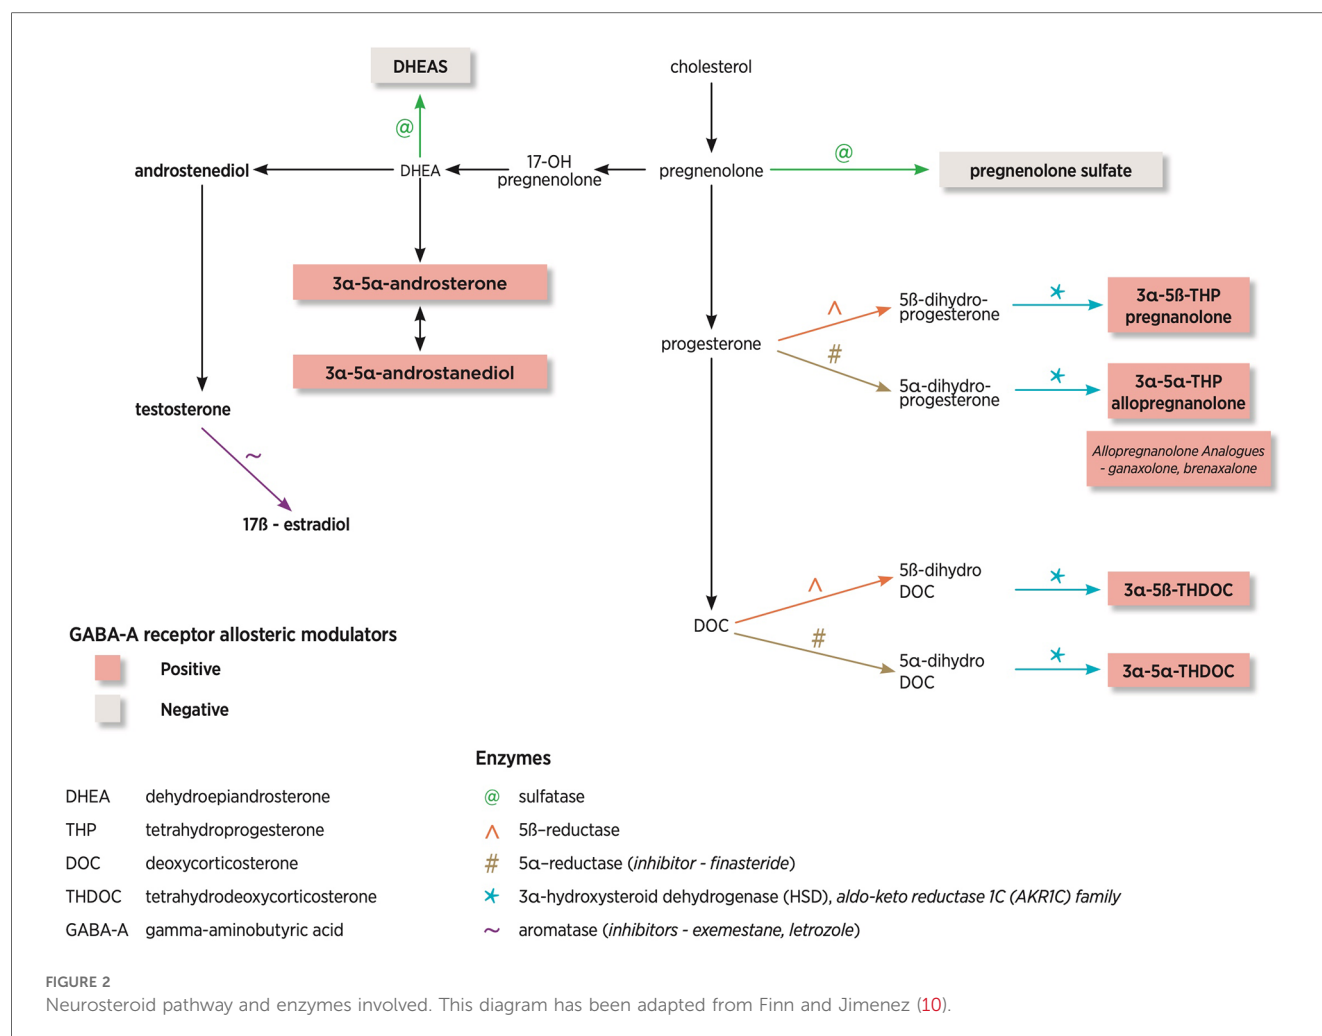 DHEAS
cholesterol
@
@
androstenediol
DHEA
17-OH
pregnenolone
pregnenolone
pregnenolone sulfate
3α-5α-androsterone
3α-5α-androstanediol
testosterone
~
17ß - estradiol
progesterone
^
#
5ß-dihydro-
progesterone
*
3α-5ß-THP
pregnanolone
5α-dihydro-
progesterone
*
3α-5α-THP
allopregnanolone
Allopregnanolone Analogues
- ganaxolone, brenaxalone
DOC
^
#
5ß-dihydro
DOC
*
3α-5ß-THDOC
5α-dihydro
DOC
*
3α-5α-THDOC
GABA-A receptor allosteric modulators
Positive
Negative
DHEA dehydroepiandrosterone
THP tetrahydroprogesterone
DOC deoxycorticosterone
THDOC tetrahydrodeoxycorticosterone
GABA-A gamma-aminobutyric acid
Enzymes
@ sulfatase
^ 5ß–reductase
# 5α–reductase (inhibitor - finasteride)
* 3α-hydroxysteroid dehydrogenase (HSD), aldo-keto reductase 1C (AKR1C) family
~ aromatase (inhibitors - exemestane, letrozole)
FIGURE 2
Neurosteroid pathway and enzymes involved. This diagram has been adapted from Finn and Jimenez (10).